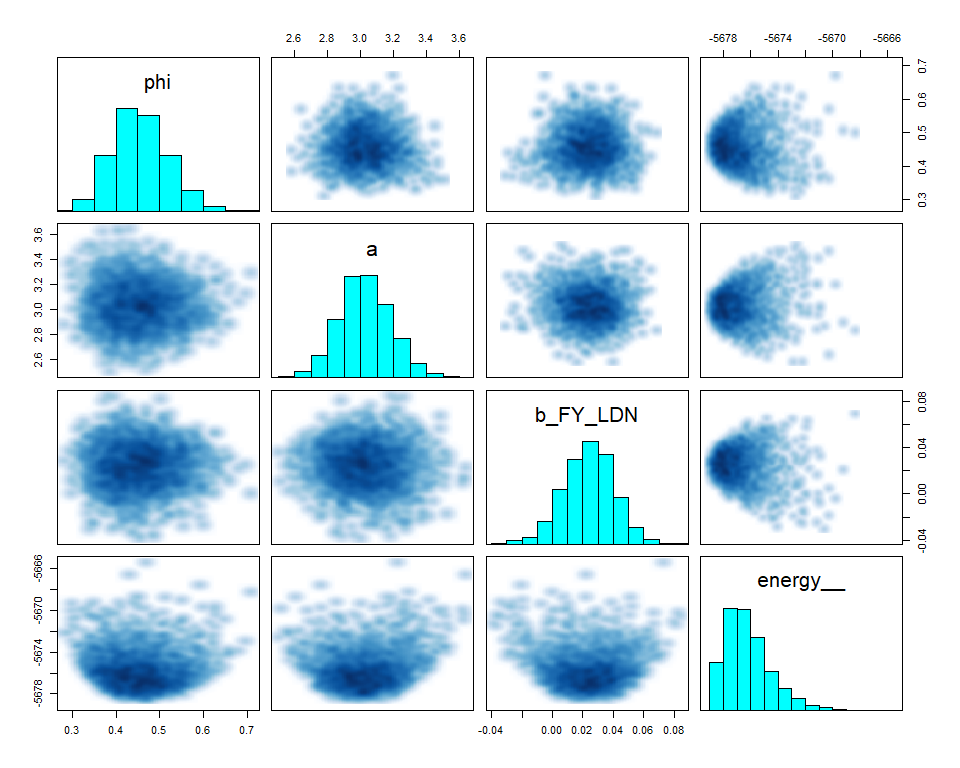 2.6 2.8 3.0 3.2 3.4 3.6 -5678 -5674 -5670 -5666
phi
0.3 0.4 0.5 0.6 0.7
a
2.6 2.8 3.0 3.2 3.4 3.6
b_FY_LDN
-0.04 0.00 0.04 0.08
energy__
-5678 -5674 -5670 -5666
0.3 0.4 0.5 0.6 0.7 -0.04 0.00 0.02 0.04 0.06 0.08